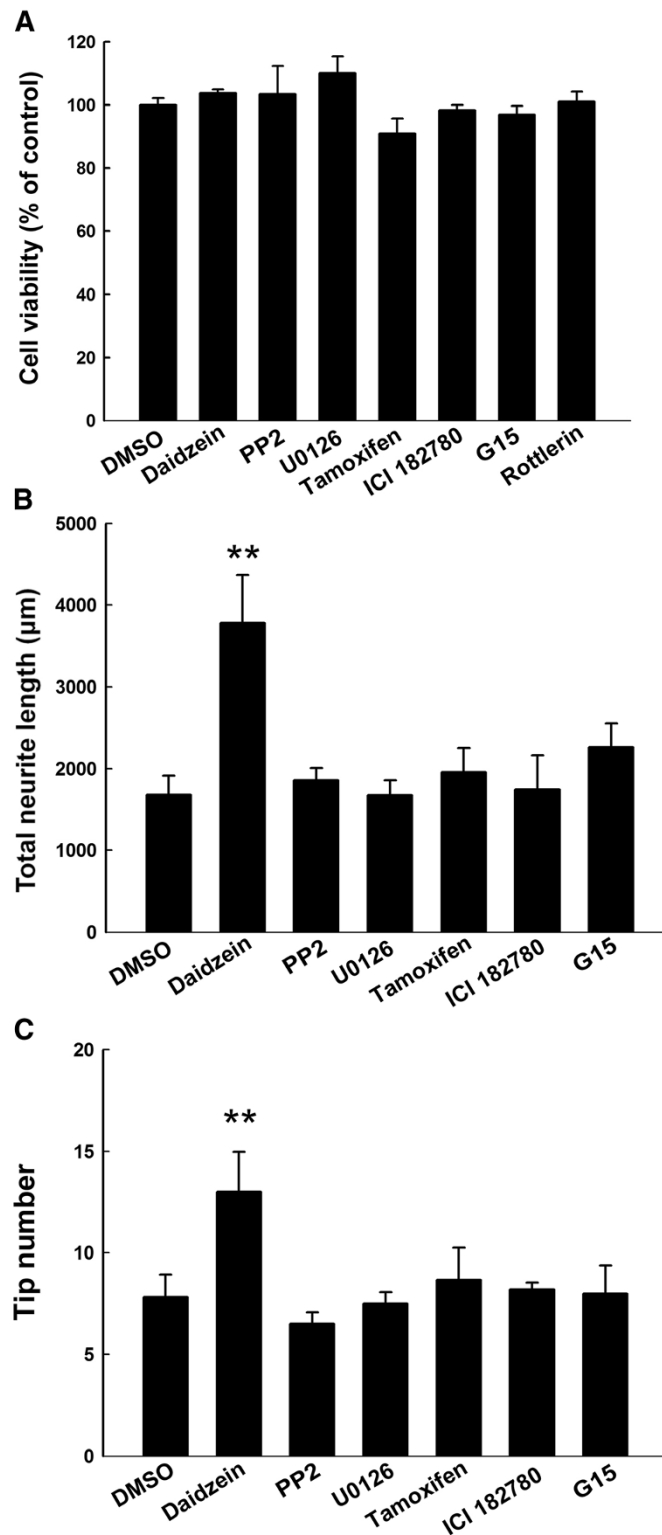 A
Cell viability (% of control)
120
100
80
60
40
20
0
DMSO
Daidzein
PP2
U0126
Tamoxifen
ICI 182780
G15
Rottlerin
B
Total neurite length (μm)
5000
4000
3000
2000
1000
0
**
DMSO
Daidzein
PP2
U0126
Tamoxifen
ICI 182780
G15
C
Tip number
20
15
10
5
0
**
DMSO
Daidzein
PP2
U0126
Tamoxifen
ICI 182780
G15